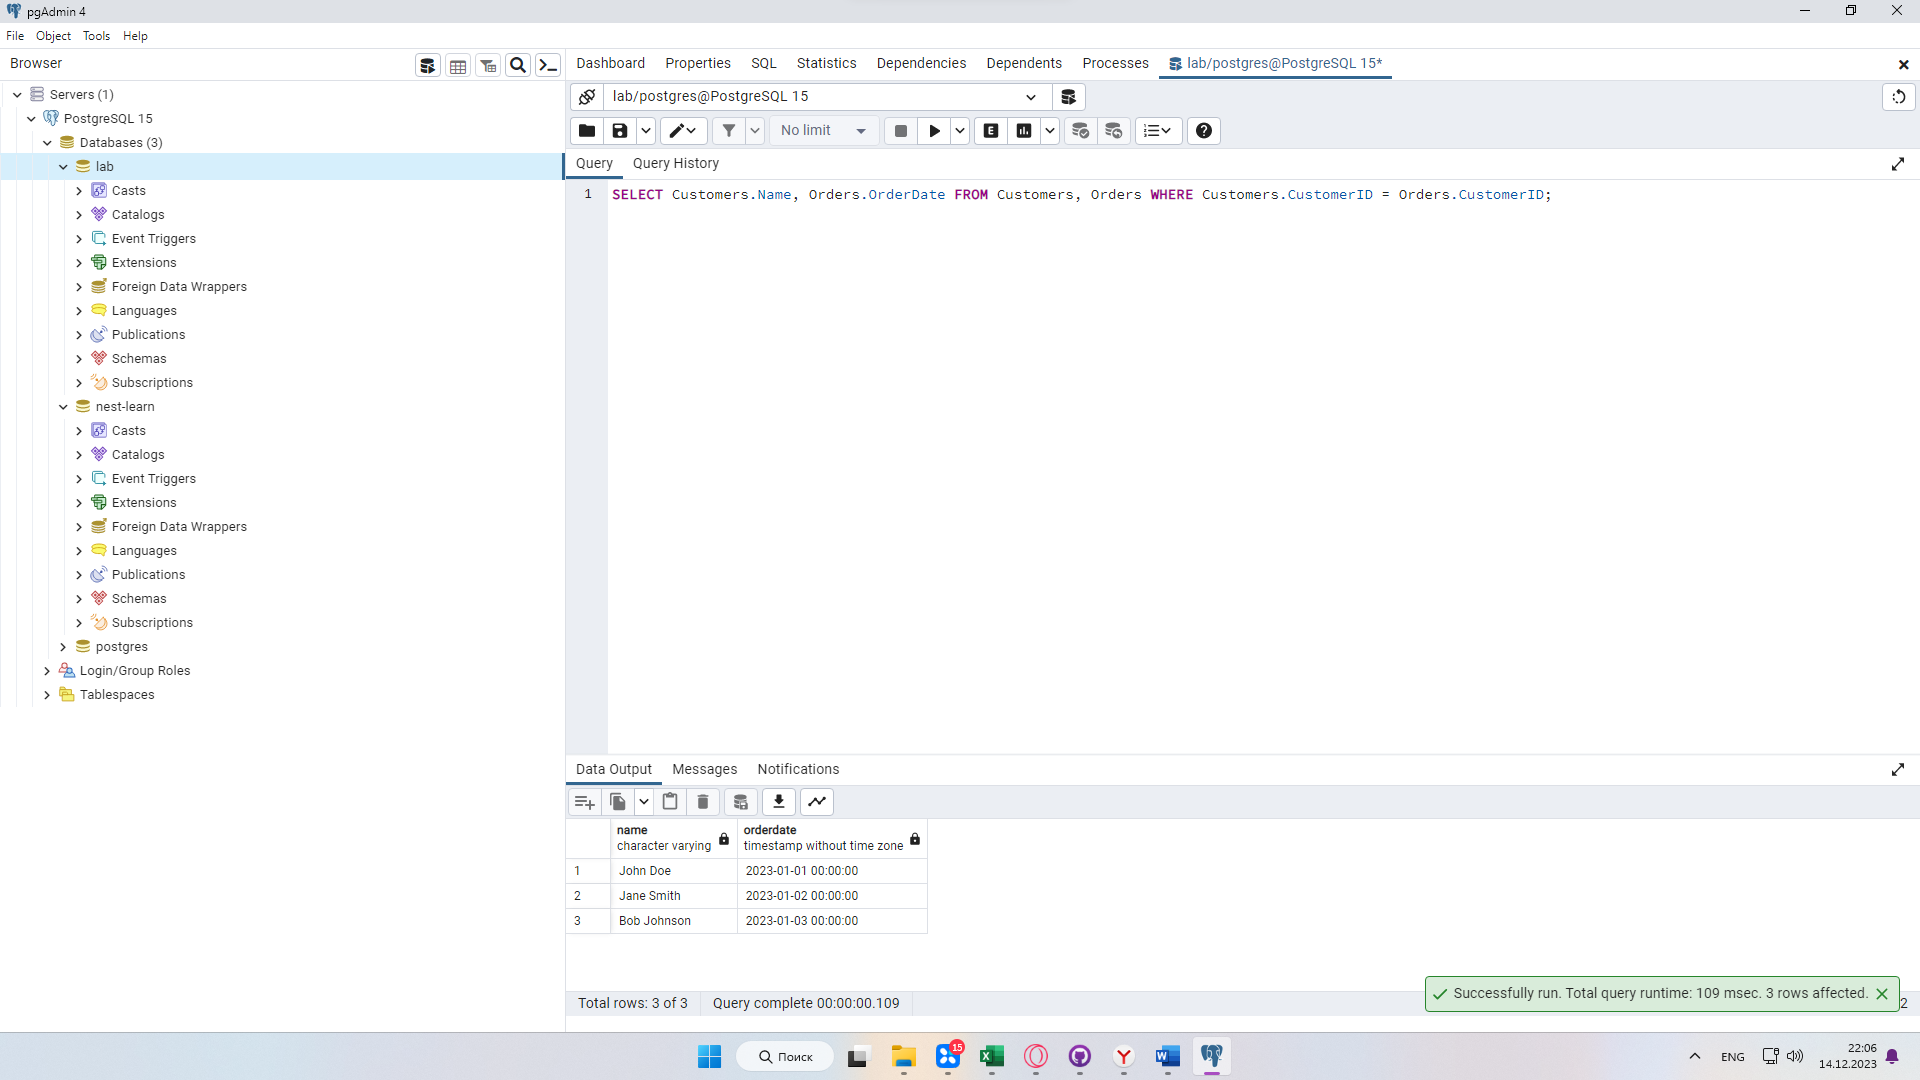 pgAdmin 4
File Object Tools Help
Browser
Dashboard Properties SQL Statistics Dependencies Dependents Processes lab/postgres@PostgreSQL 15*
Servers (1)
lab/postgres@PostgreSQL 15
PostgreSQL 15
Databases (3)
No limit
E
lab
Query Query History
Casts
1 SELECT Customers.Name, Orders.OrderDate FROM Customers, Orders WHERE Customers.CustomerID = Orders.CustomerID;
Catalogs
Event Triggers
Extensions
Foreign Data Wrappers
Languages
Publications
Schemas
Subscriptions
nest-learn
Casts
Catalogs
Event Triggers
Extensions
Foreign Data Wrappers
Languages
Publications
Schemas
Subscriptions
postgres
Login/Group Roles
Tablespaces
Data Output Messages Notifications
name orderdate
character varying timestamp without time zone
1 John Doe 2023-01-01 00:00:00
2 Jane Smith 2023-01-02 00:00:00
3 Bob Johnson 2023-01-03 00:00:00
Successfully run. Total query runtime: 109 msec. 3 rows affected.
Total rows: 3 of 3 Query complete 00:00:00.109 2
Поиск
15
ENG
22:06
14.12.2023